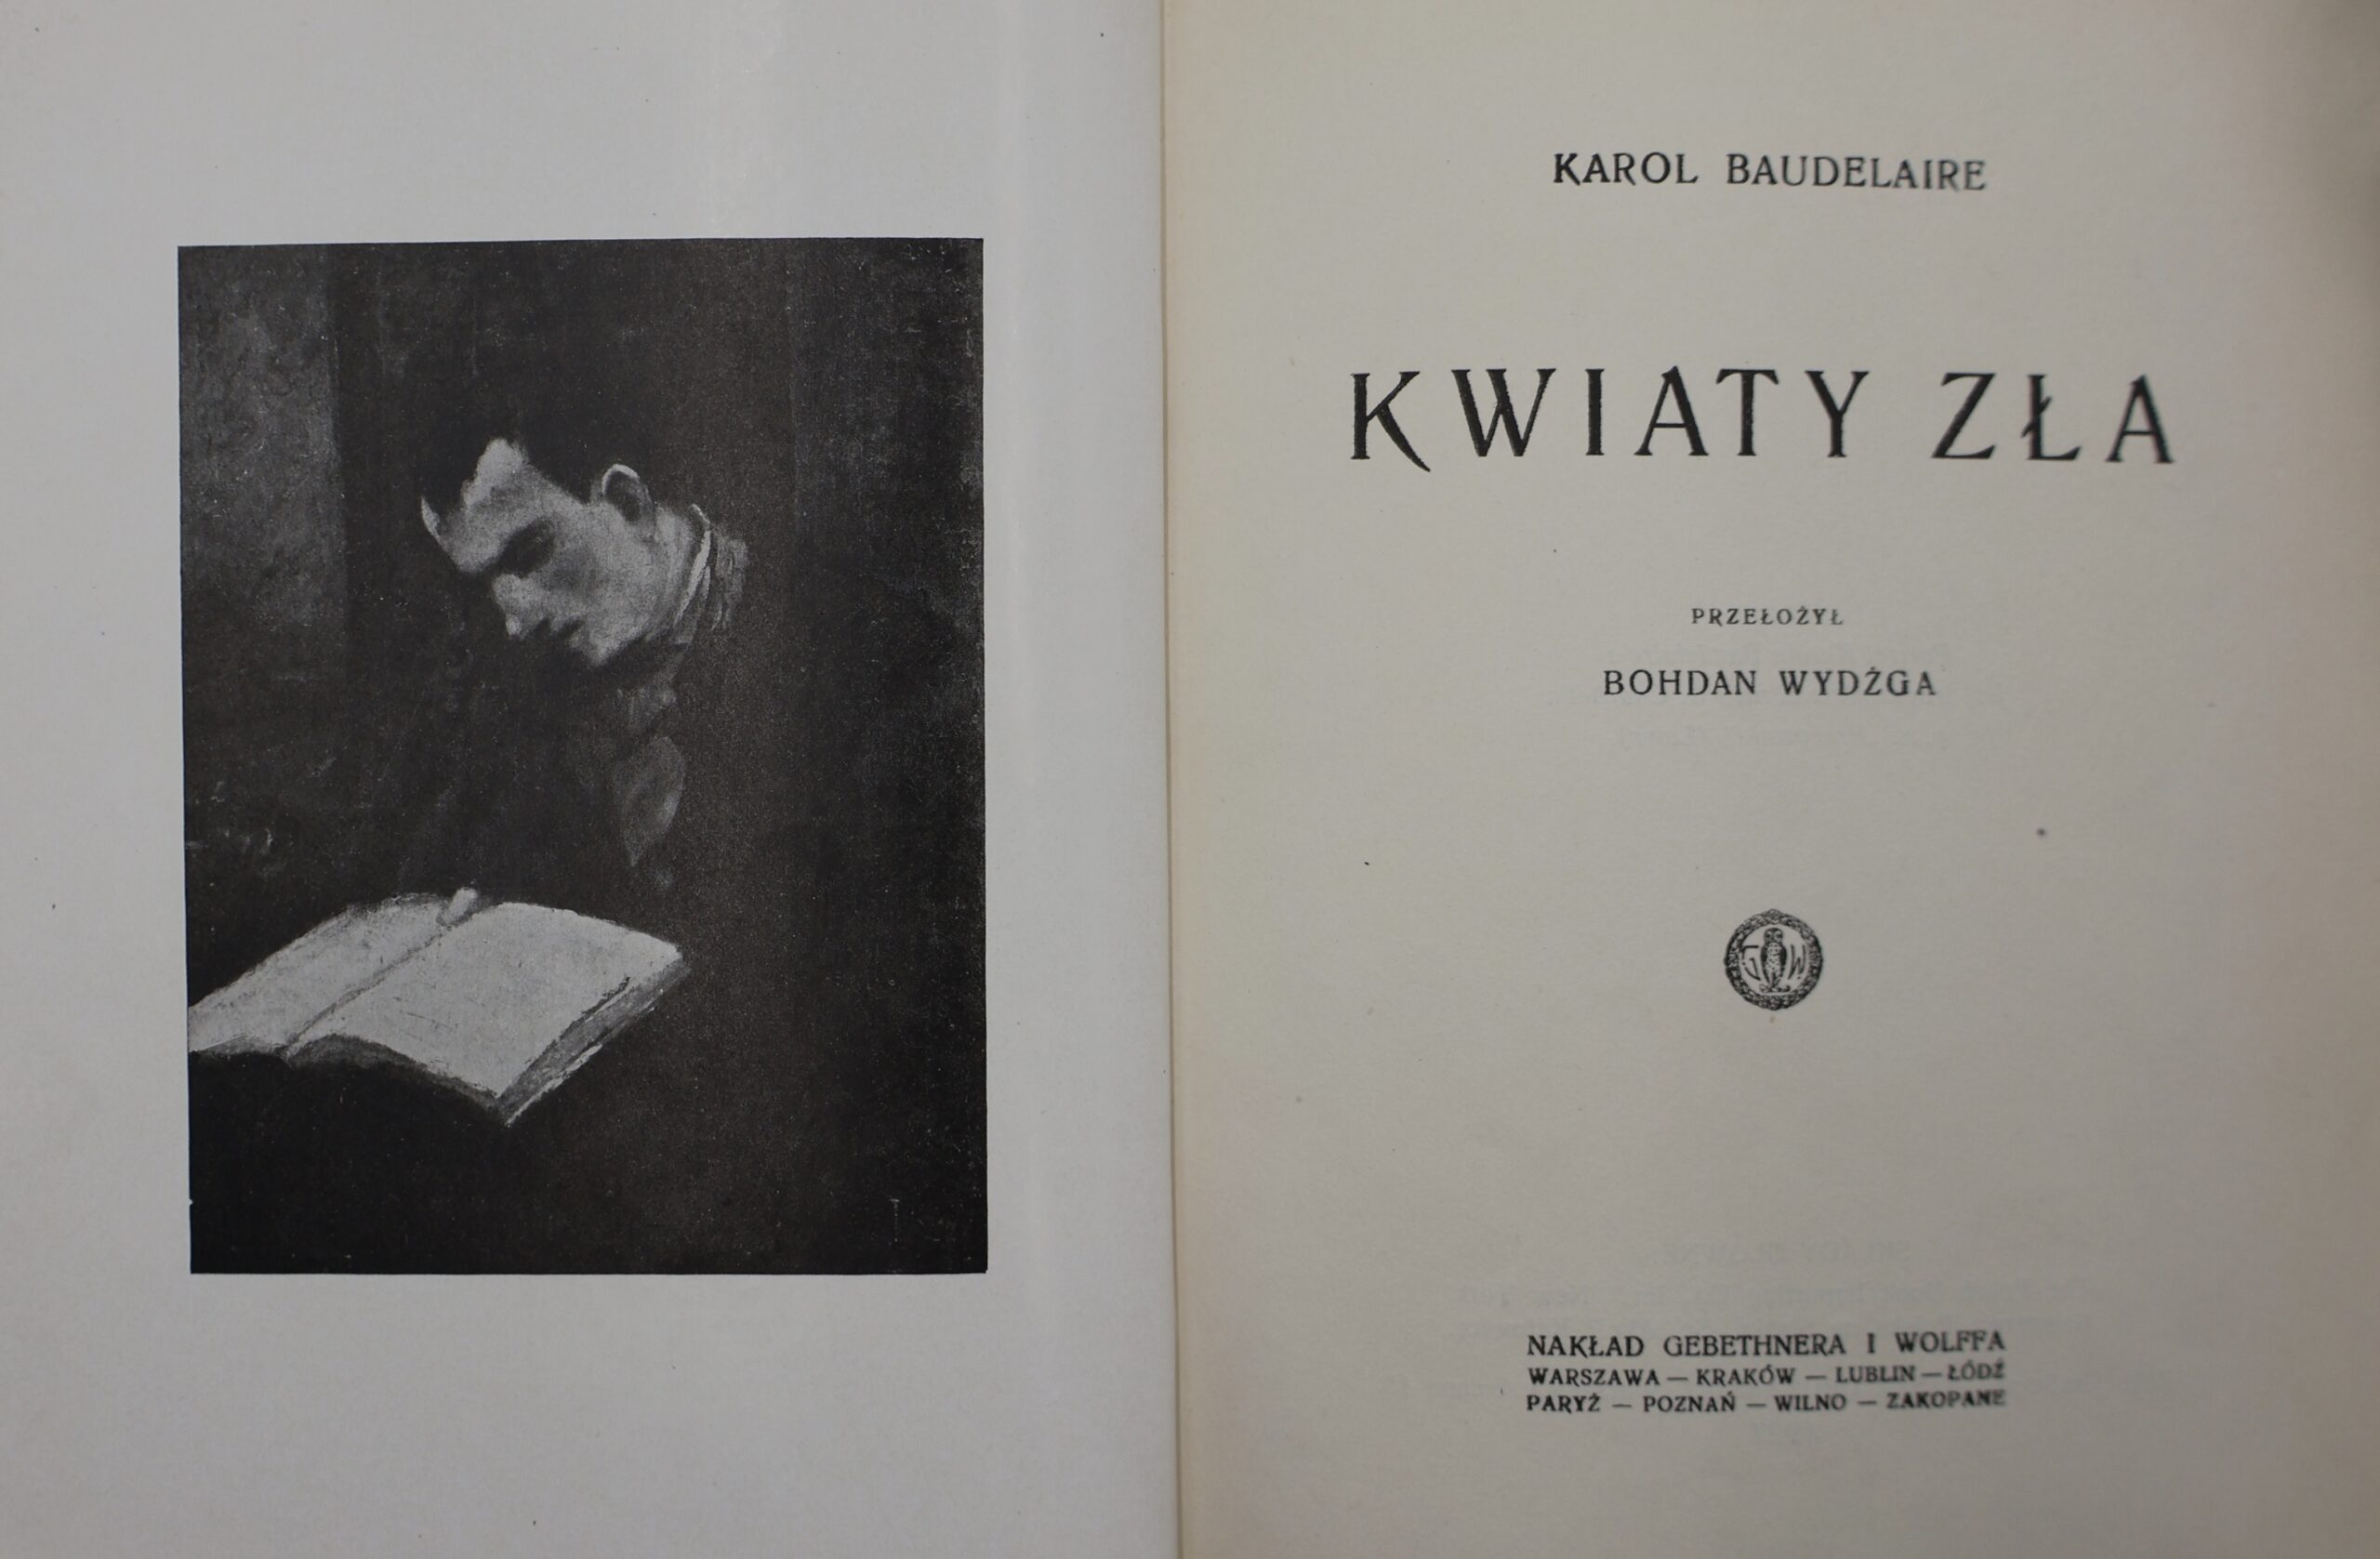 KAROL BAUDELAIRE
KWIATY ZŁA
PRZEŁOŻYŁ
BOHDAN WYDŻGA
G W
NAKŁAD GEBETHNERA I WOLFFA
WARSZAWA — KRAKÓW — LUBLIN — ŁÓDŹ
PARYŻ — POZNAŃ — WILNO — ZAKOPANE